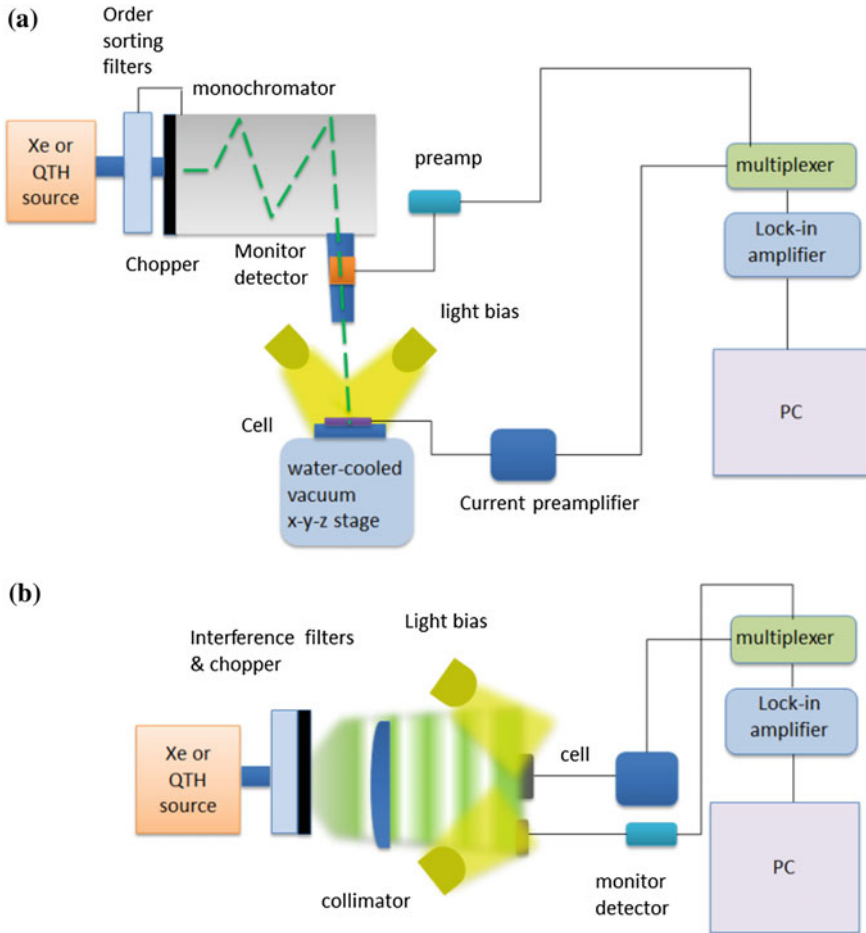 (a)
Order
sorting
filters
monochromator
Xe or
QTH
source
preamp
multiplexer
Chopper
Monitor
detector
Lock-in
amplifier
light bias
Cell
PC
water-cooled
vacuum
x-y-z stage
Current preamplifier
(b)
Light bias
Interference filters
& chopper
multiplexer
Xe or
QTH
source
cell
Lock-in
amplifier
collimator
monitor
detector
PC